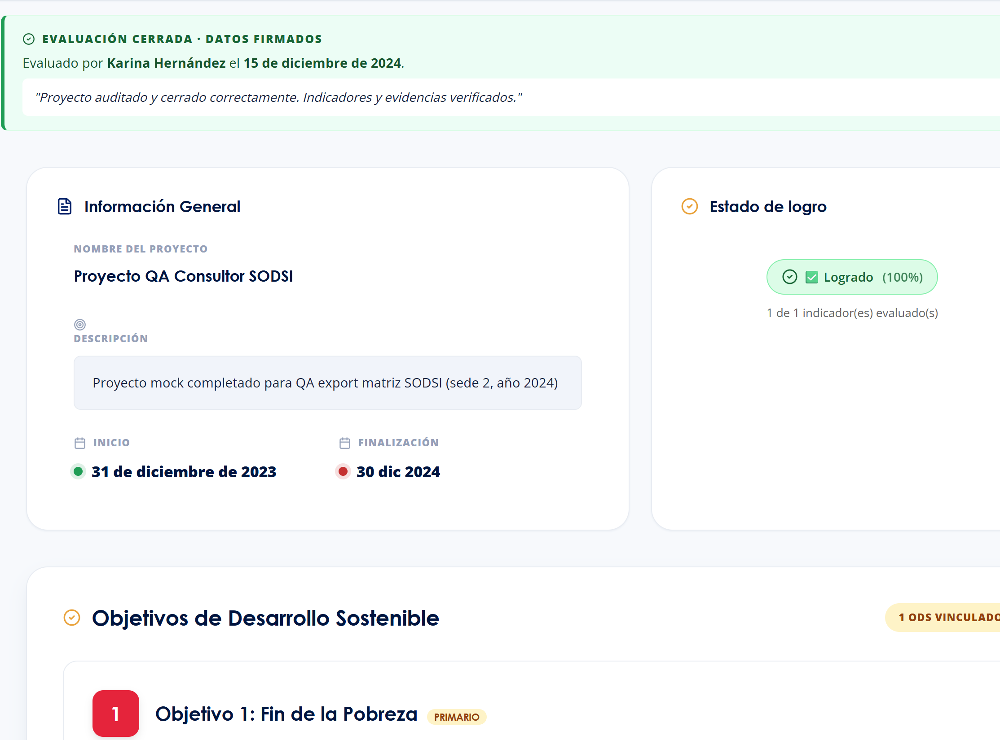 EVALUACIÓN CERRADA · DATOS FIRMADOS
Evaluado por Karina Hernández el 15 de diciembre de 2024.
"Proyecto auditado y cerrado correctamente. Indicadores y evidencias verificados."
Información General
NOMBRE DEL PROYECTO
Proyecto QA Consultor SODSI
DESCRIPCIÓN
Proyecto mock completado para QA export matriz SODSI (sede 2, año 2024)
INICIO
FINALIZACIÓN
31 de diciembre de 2023
30 dic 2024
Estado de logro
✅ Logrado (100%)
1 de 1 indicador(es) evaluado(s)
Objetivos de Desarrollo Sostenible
1 ODS VINCULADO
1
Objetivo 1: Fin de la Pobreza
PRIMARIO